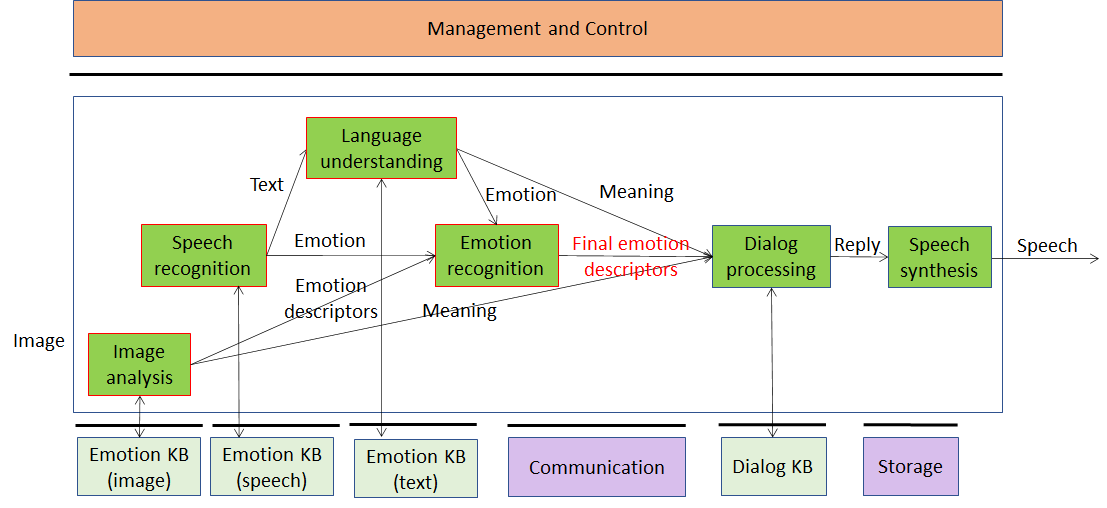 Management and Control
Language
understanding
Text
Emotion
Meaning
Speech
recognition
Emotion
Emotion
recognition
Final emotion
descriptors
Dialog
processing
Reply
Speech
synthesis
Speech
Emotion
descriptors
Meaning
Image
Image
analysis
Emotion KB
(image)
Emotion KB
(speech)
Emotion KB
(text)
Communication
Dialog KB
Storage